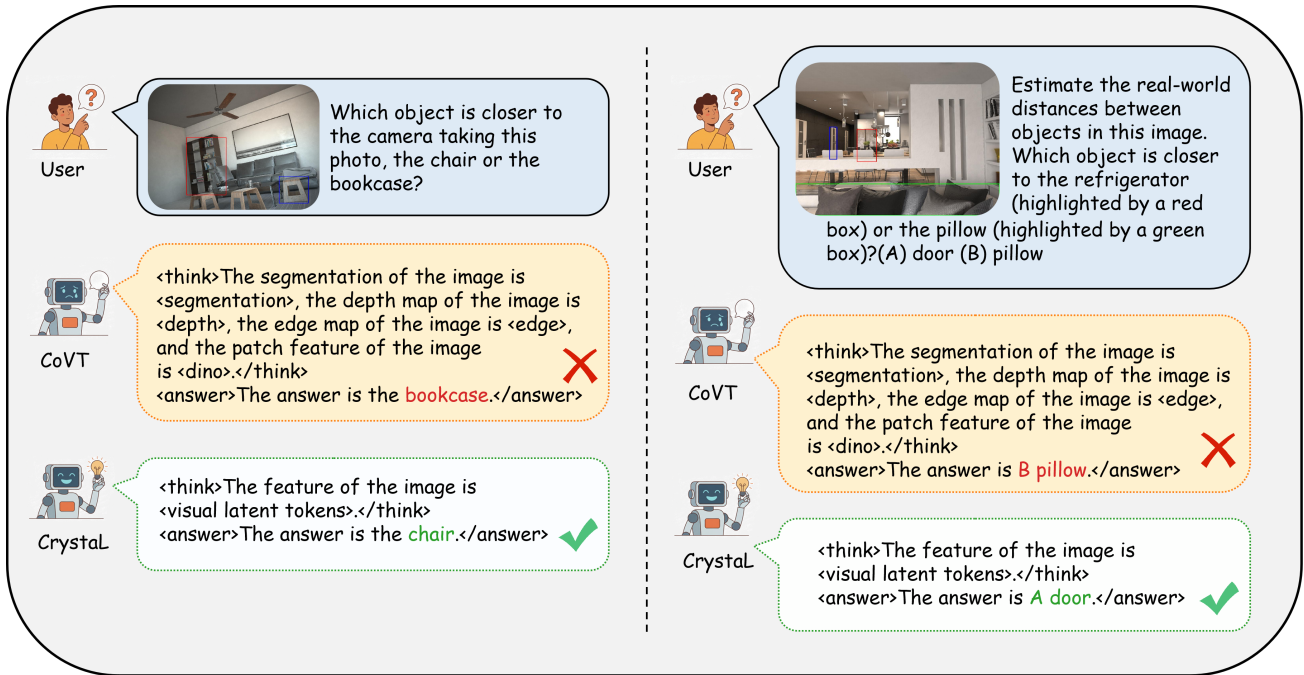 Which object is closer to
the camera taking this
photo, the chair or the
bookcase?
User
<think>The segmentation of the image is
<segmentation>, the depth map of the image is
<depth>, the edge map of the image is <edge>,
and the patch feature of the image
is <dino>.</think>
<answer>The answer is the bookcase.</answer>
CoVT
<think>The feature of the image is
<visual latent tokens>.</think>
<answer>The answer is the chair.</answer>
CrystaL
Estimate the real-world
distances between
objects in this image.
Which object is closer
to the refrigerator
(highlighted by a red
box) or the pillow (highlighted by a green
box)?(A) door (B) pillow
User
<think>The segmentation of the image is
<segmentation>, the depth map of the image is
<depth>, the edge map of the image is <edge>,
and the patch feature of the image
is <dino>.</think>
<answer>The answer is B pillow.</answer>
CoVT
<think>The feature of the image is
<visual latent tokens>.</think>
<answer>The answer is A door.</answer>
CrystaL